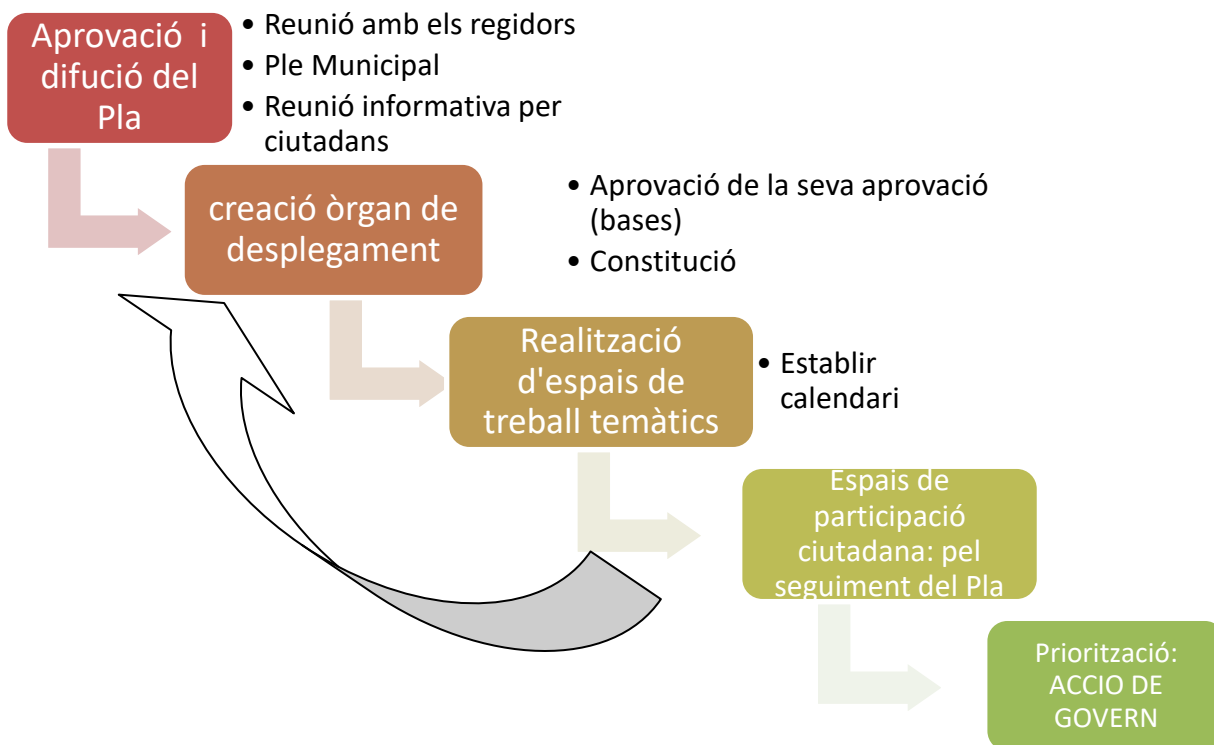 Aprovació i
difució del
Pla
• Reunió amb els regidors
• Ple Municipal
• Reunió informativa per
ciutadans
creació òrgan de
desplegament
• Aprovació de la seva aprovació
(bases)
• Constitució
Realització
d'espais de
treball temàtics
• Establir
calendari
Espais de
participació
ciutadana: pel
seguiment del Pla
Priorització:
ACCIO DE
GOVERN